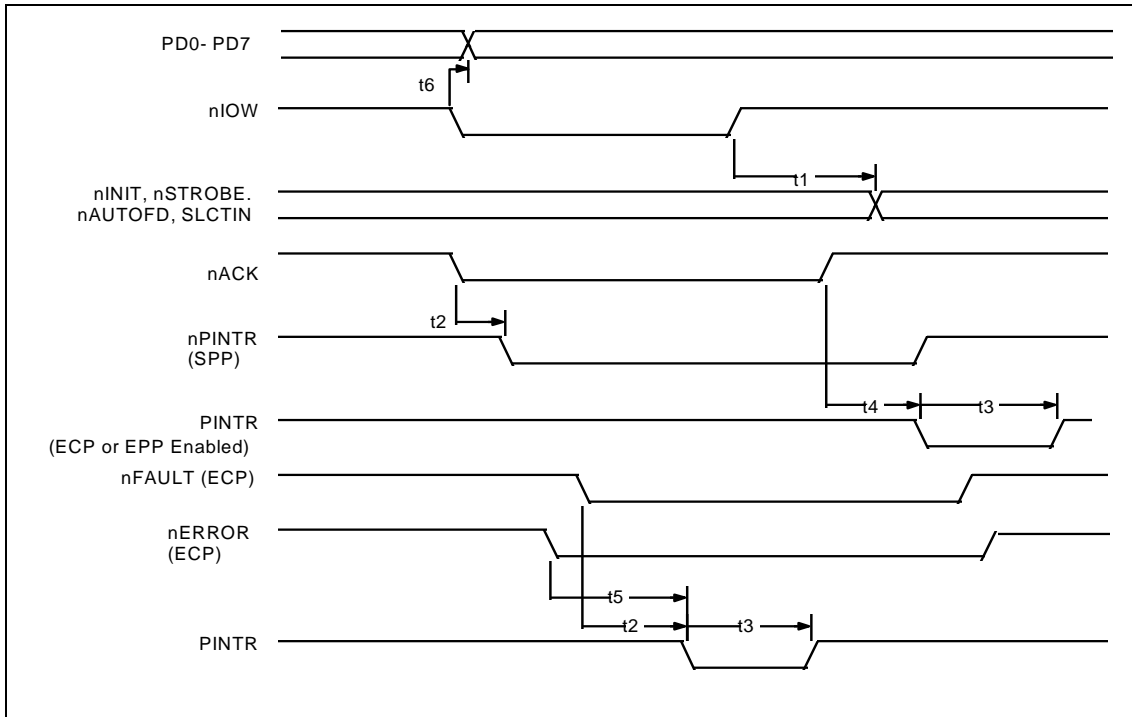 PD0- PD7
t6
nIOW
t1
nINIT, nSTROBE.
nAUTOFD, SLCTIN
nACK
t2
nPINTR
(SPP)
t4
t3
PINTR
(ECP or EPP Enabled)
nFAULT (ECP)
nERROR
(ECP)
t5
t2
t3
PINTR